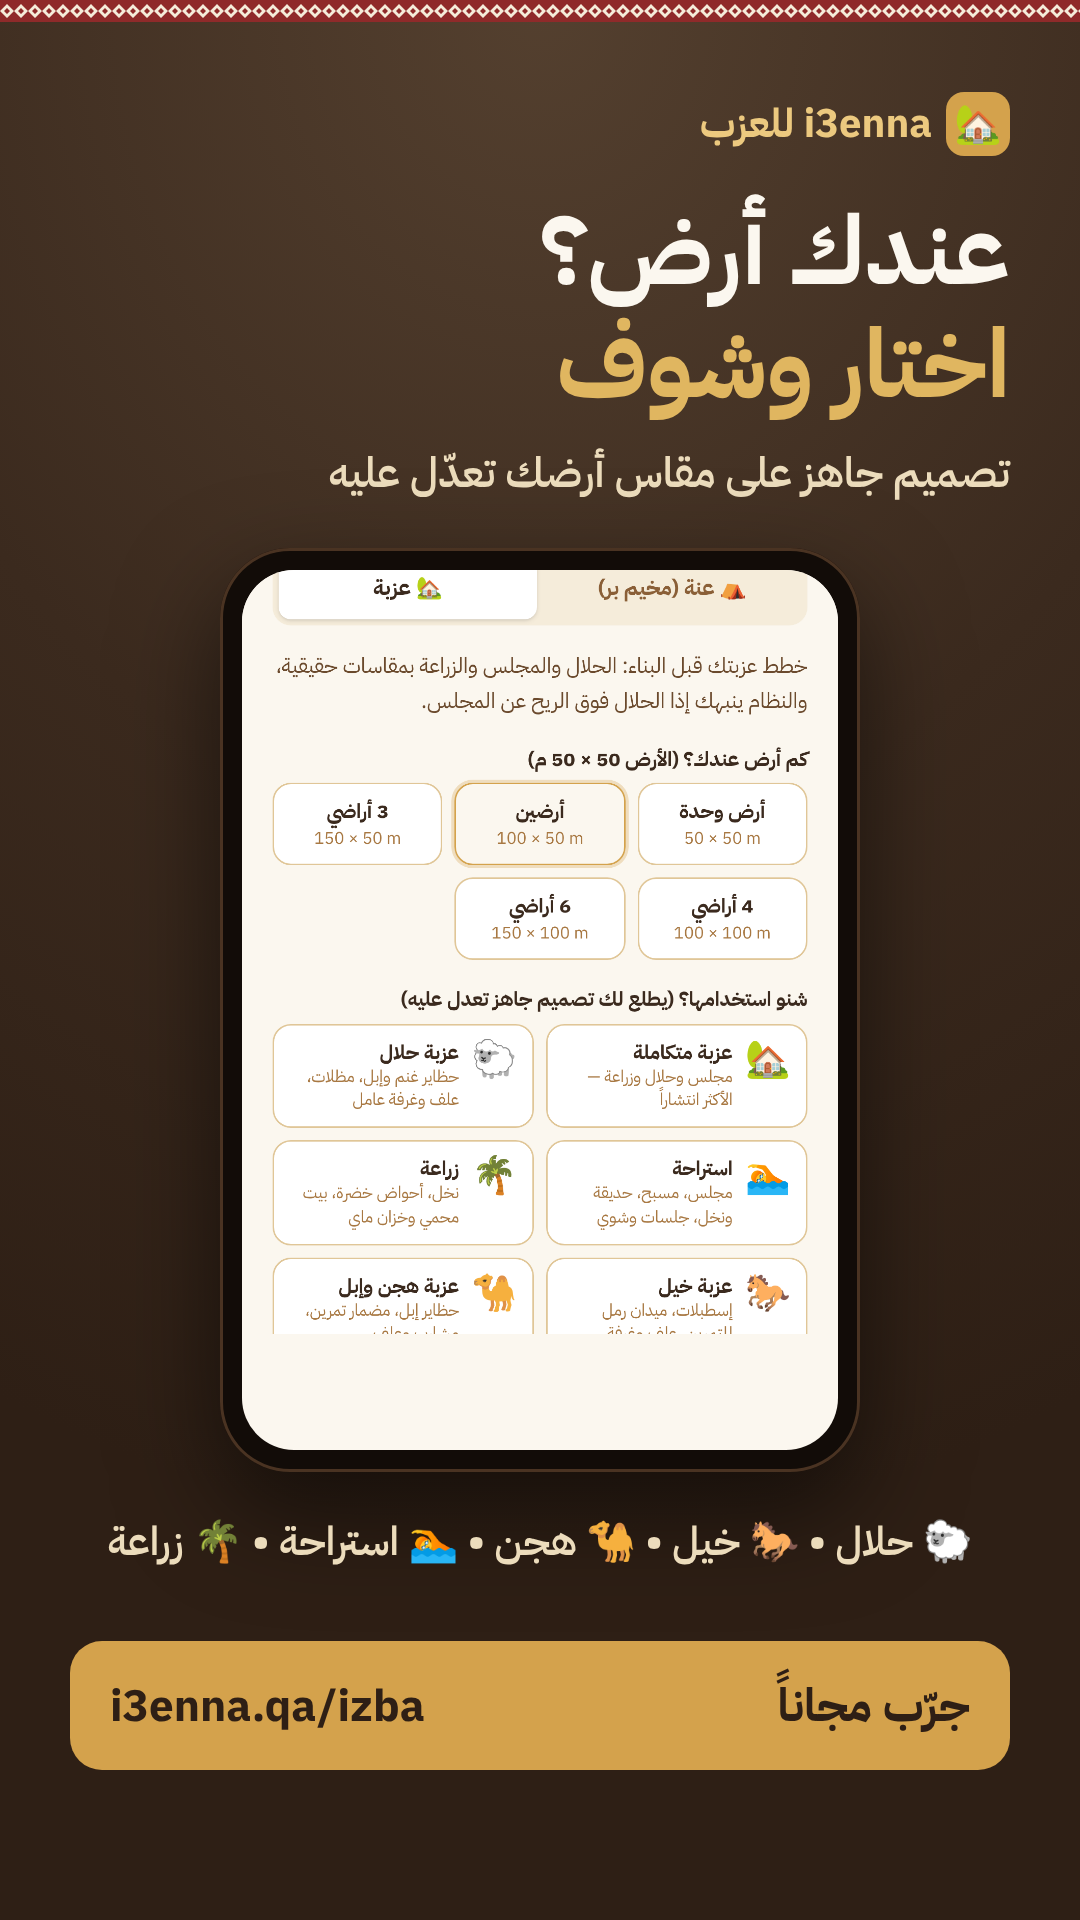 i3enna للعزب
عندك أرض؟
اختار وشوف
تصميم جاهز على مقاس أرضك تعدّل عليه
عنة (مخيم بر)
عزبة
خطط عزبتك قبل البناء: الحلال والمجلس والزراعة بمقاسات حقيقية،
والنظام ينبهك إذا الحلال فوق الريح عن المجلس.
كم أرض عندك؟ (الأرض 50 × 50 م)
أرض وحدة
50 × 50 m
أرضين
100 × 50 m
3 أراضي
150 × 50 m
4 أراضي
100 × 100 m
6 أراضي
150 × 100 m
شنو استخدامها؟ (يطلع لك تصميم جاهز تعدل عليه)
عزبة متكاملة
مجلس وحلال وزراعة —
الأكثر انتشاراً
عزبة حلال
حظاير غنم وإبل، مظلات،
علف وغرفة عامل
استراحة
مجلس، مسبح، حديقة
ونخل، جلسات وشوي
زراعة
نخل، أحواض خضرة، بيت
محمي وخزان ماي
عزبة خيل
إسطبلات، ميدان رمل
عزبة هجن وإبل
حظاير إبل، مضمار تمرين،
حلال • خيل • هجن • استراحة • زراعة
جرّب مجاناً
i3enna.qa/izba